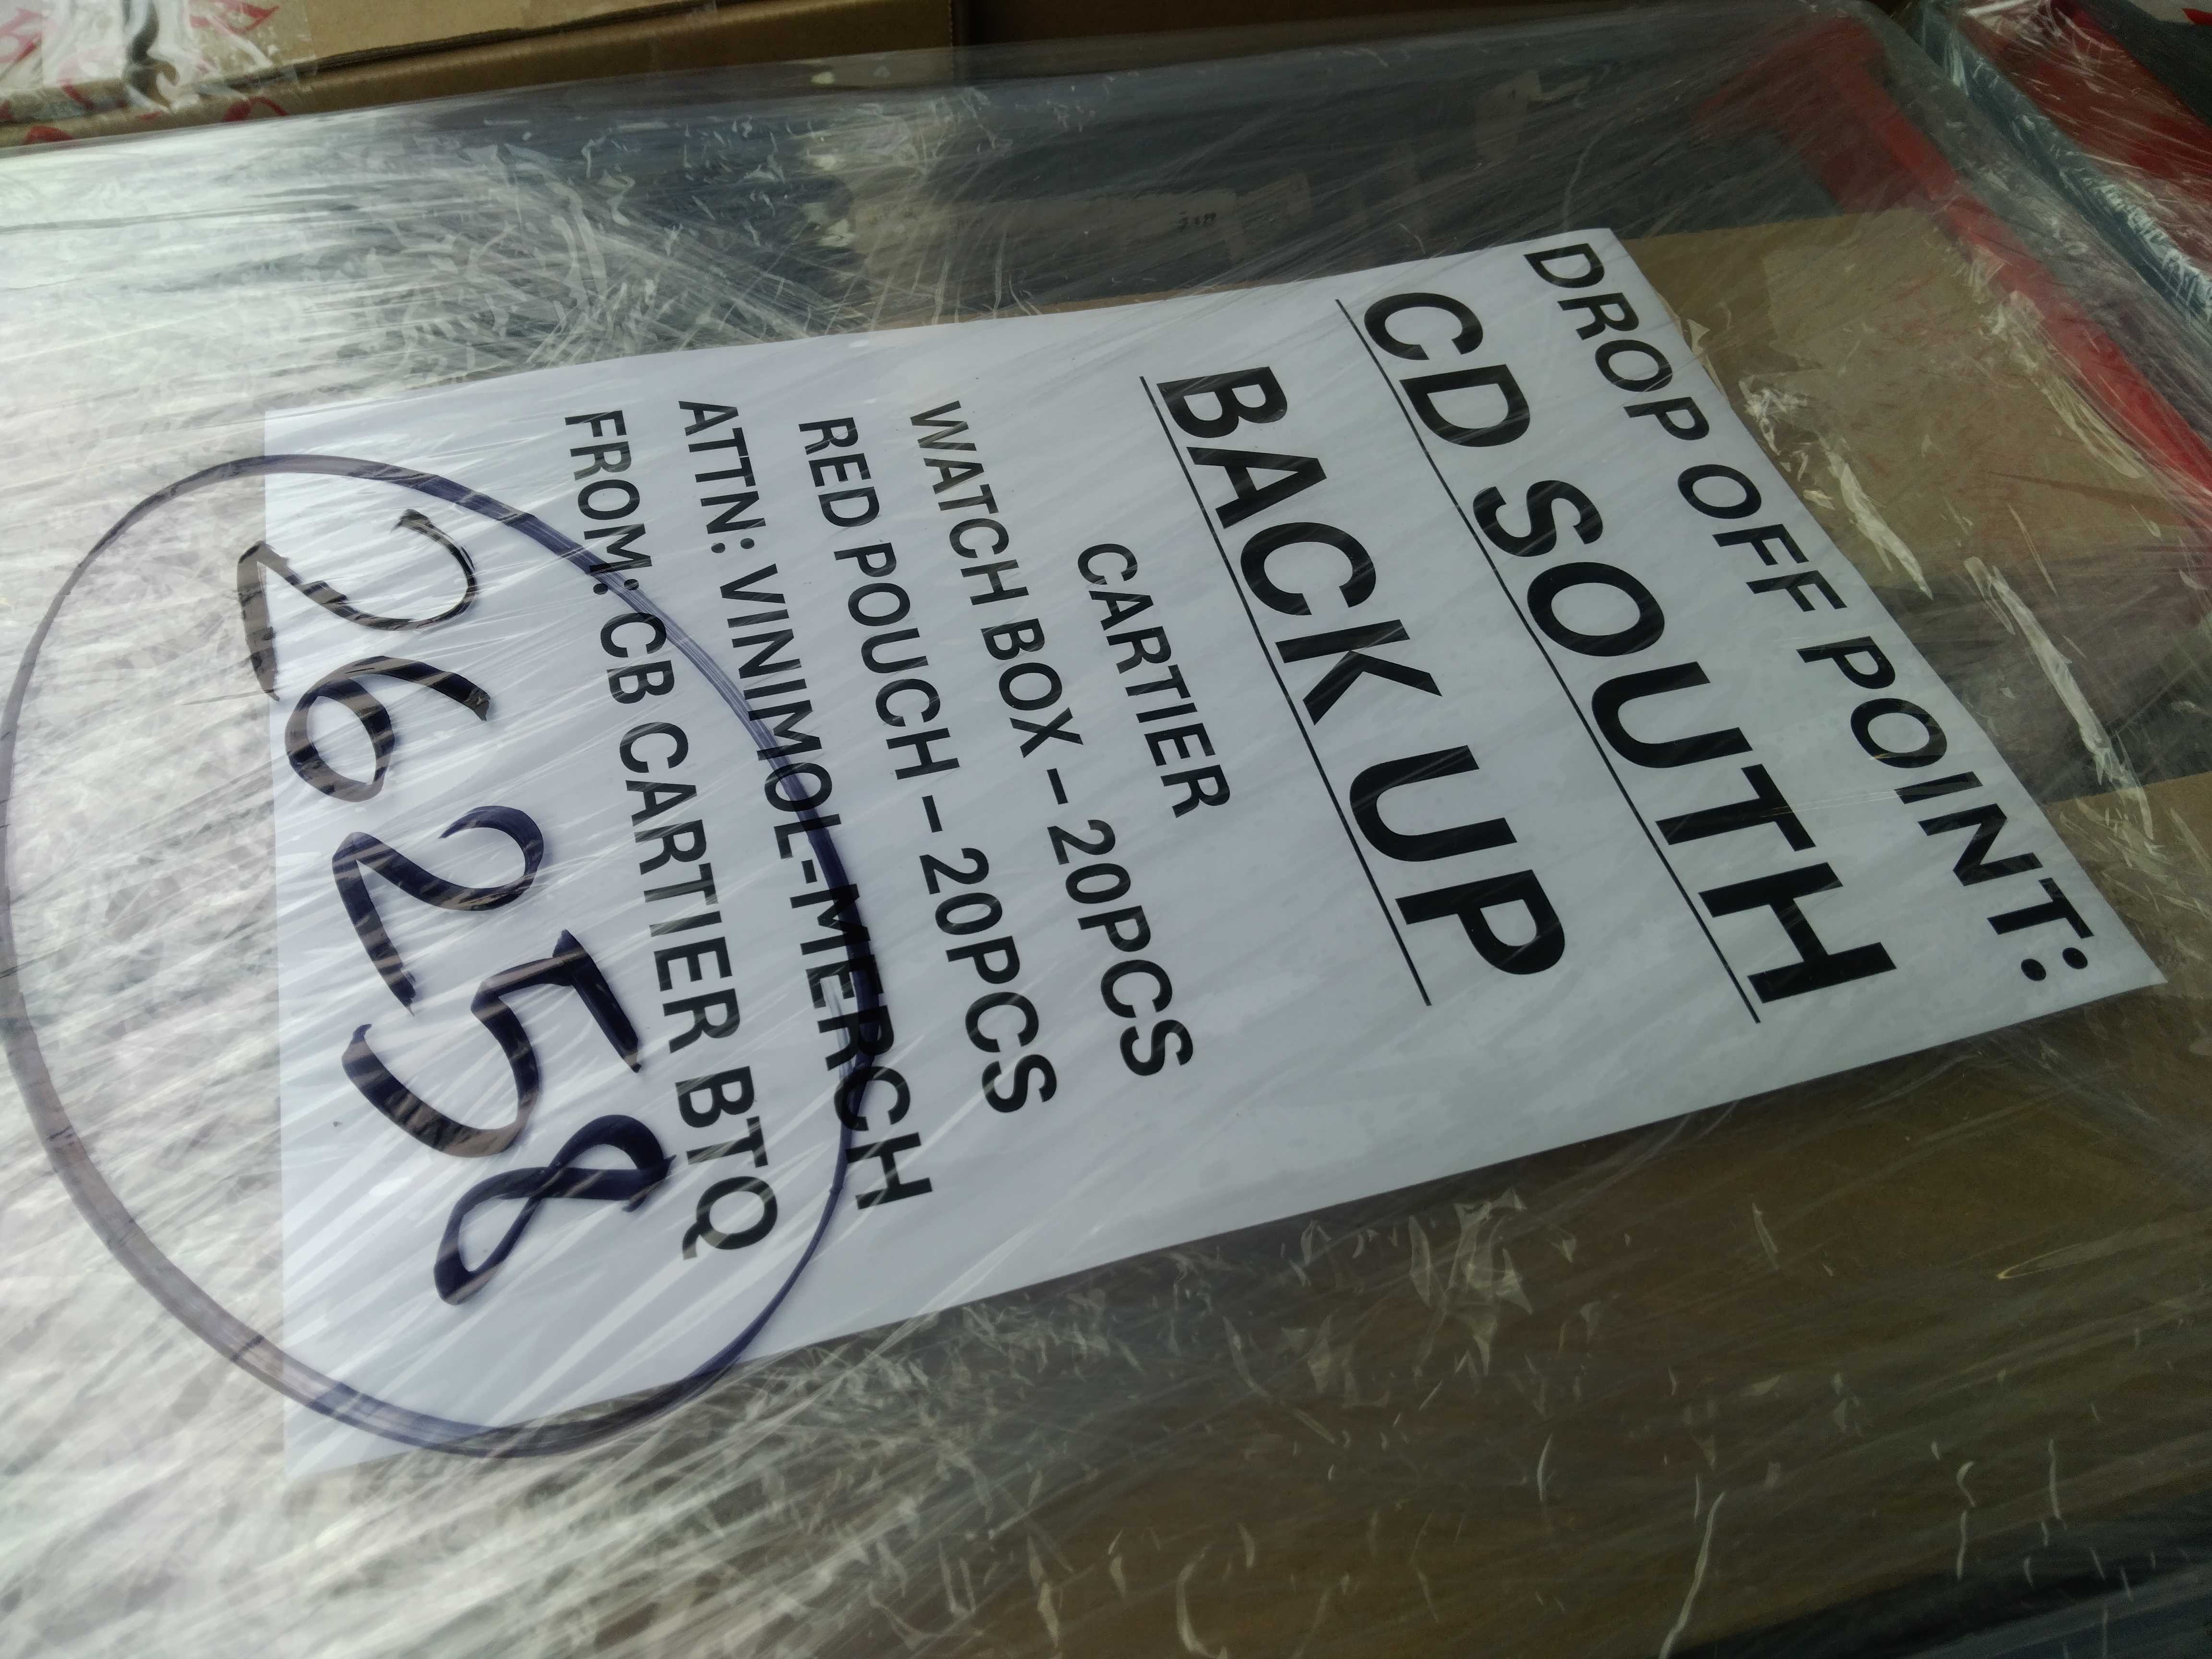 DROP OFF POINT:
CD SOUTH
BACK UP
CARTIER
WATCH BOX - 20PCS
RED POUCH - 20PCS
ATTN: VINIMOL-MERCH
FROM: CB CARTIER BTQ
26258